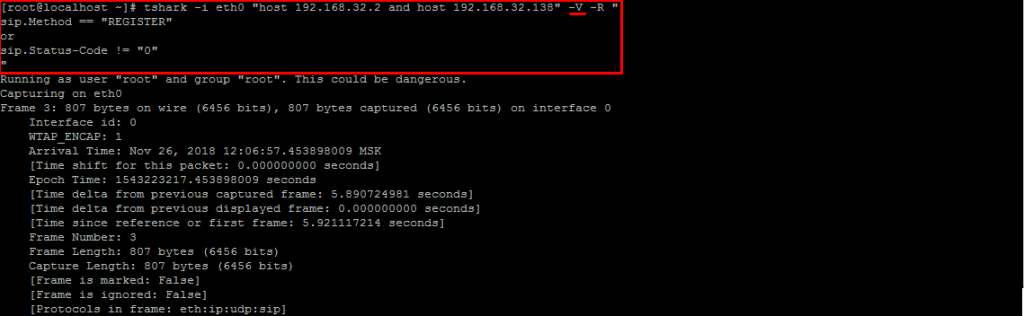 [root@localhost ~]# tshark -i eth0 "host 192.168.32.2 and host 192.168.32.138" -V -R "
sip.Method == "REGISTER"
or
sip.Status-Code != "0"
"
Running as user "root" and group "root". This could be dangerous.
Capturing on eth0
Frame 3: 807 bytes on wire (6456 bits), 807 bytes captured (6456 bits) on interface 0
    Interface id: 0
    WTAP_ENCAP: 1
    Arrival Time: Nov 26, 2018 12:06:57.453898009 MSK
    [Time shift for this packet: 0.000000000 seconds]
    Epoch Time: 1543223217.453898009 seconds
    [Time delta from previous captured frame: 5.890724981 seconds]
    [Time delta from previous displayed frame: 0.000000000 seconds]
    [Time since reference or first frame: 5.921117214 seconds]
    Frame Number: 3
    Frame Length: 807 bytes (6456 bits)
    Capture Length: 807 bytes (6456 bits)
    [Frame is marked: False]
    [Frame is ignored: False]
    [Protocols in frame: eth:ip:udp:sip]